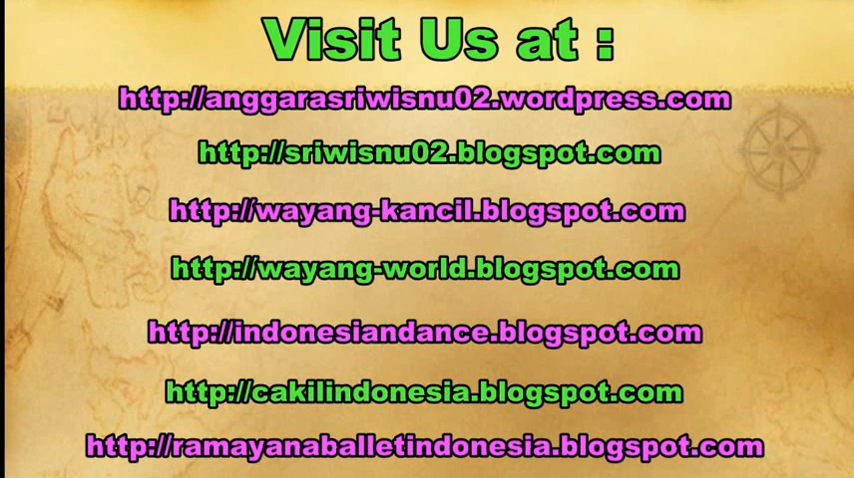 Visit Us at :
http://anggarasriwisnu02.wordpress.com
http://sriwisnu02.blogspot.com
http://wayang-kancil.blogspot.com
http://wayang-world.blogspot.com
http://indonesiandance.blogspot.com
http://cakilindonesia.blogspot.com
http://ramayanaballetindonesia.blogspot.com